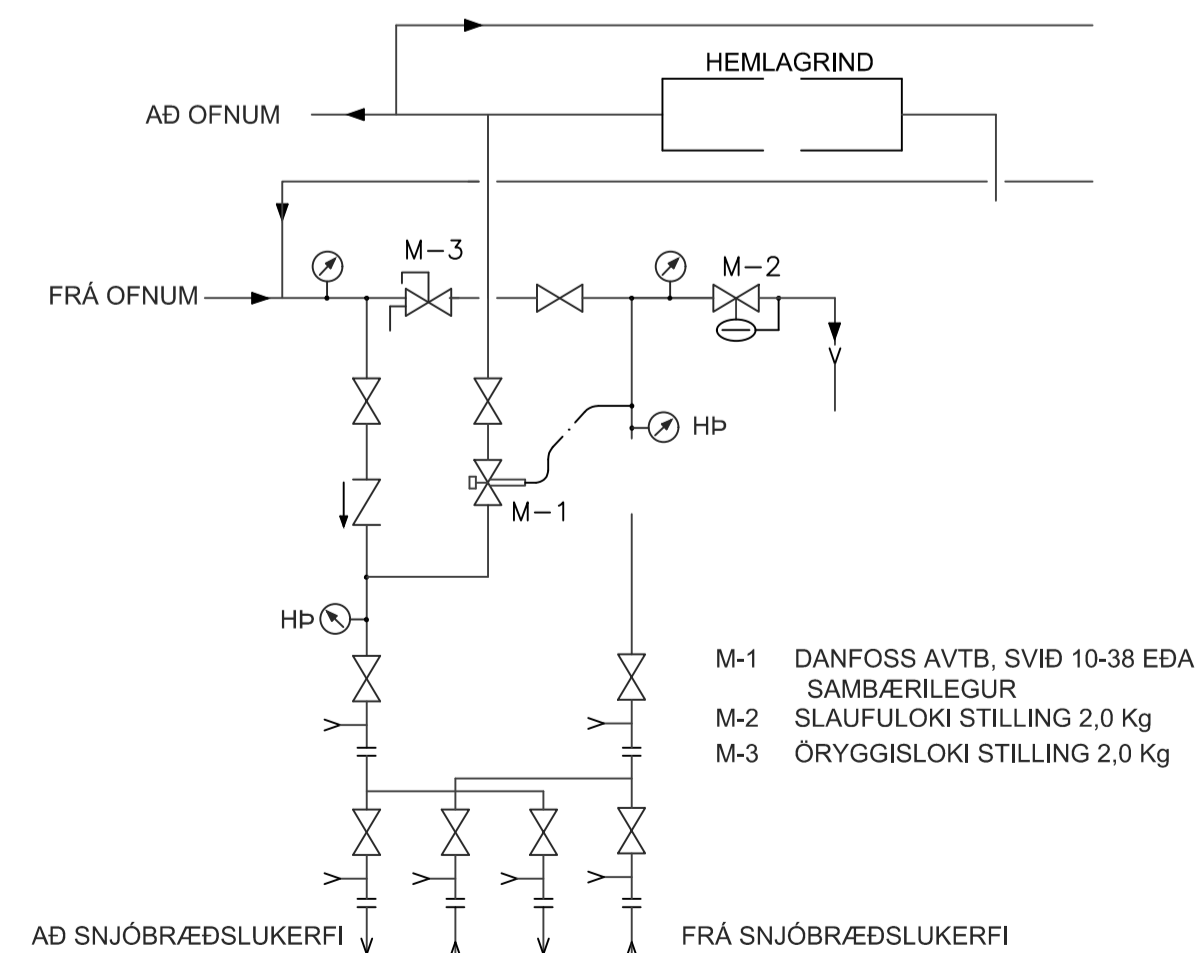 HEMLAGRIND
AÐ OFNUM
M-3
M-2
FRÁ OFNUM
HÞ
M-1
HÞ
M-1 DANFOSS AVTB, SVIÐ 10-38 EÐA
SAMBÆRILEGUR
M-2 SLAUFULOKI STILLING 2,0 Kg
M-3 ÖRYGGISLOKI STILLING 2,0 Kg
AÐ SNJÓBRÆÐSLUKERFI
FRÁ SNJÓBRÆÐSLUKERFI